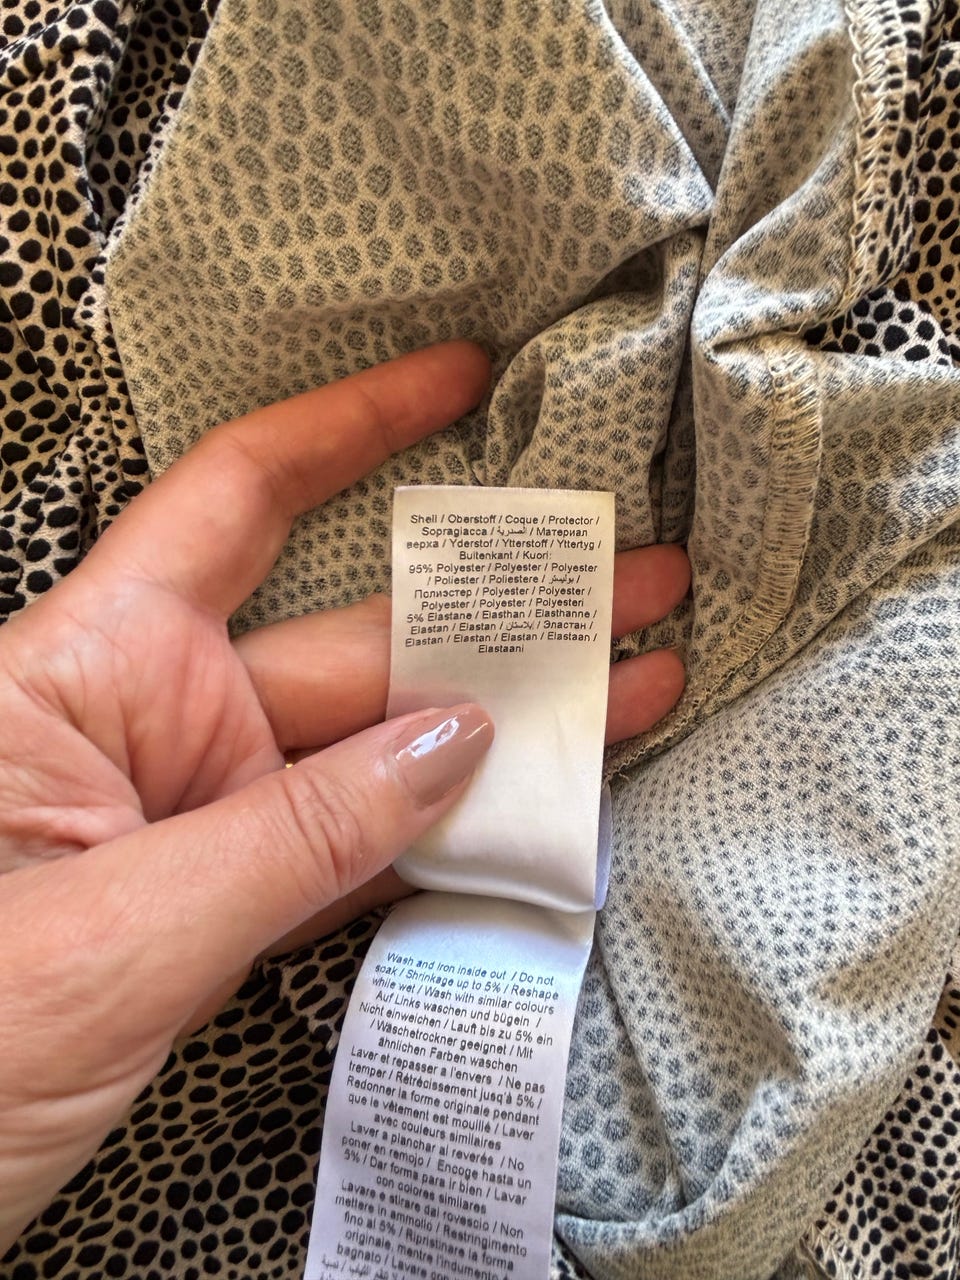 Shell / Oberstoff / Coque / Protector /
Sopragiacca / الصدرية / Материал
верха / Yderstof / Ytterstoff / Yttertyg /
Buitenkant / Kuori:
95% Polyester / Polyester / Polyester
/ Poliester / Poliestere / بوليستر /
Полиэстер / Polyester / Polyester /
Polyester / Polyester / Polyesteri
5% Elastane / Elasthan / Elasthanne /
Elastan / Elastan / إيلاستان / Эластан /
Elastan / Elastan / Elastan / Elastaan /
Elastaani
Wash and iron inside out / Do not
soak / Shrinkage up to 5% / Reshape
while wet / Wash with similar colours
Auf Links waschen und bügeln /
Nicht einweichen / Läuft bis zu 5% ein
/ Wäschetrockner geeignet / Mit
ähnlichen Farben waschen
Laver et repasser à l'envers / Ne pas
tremper / Rétrécissement jusqu'à 5% /
Redonner la forme originale pendant
que le vêtement est mouillé / Laver
avec couleurs similaires
Lavar a planchar al reverés / No
poner en remojo / Encoge hasta un
5% / Dar forma para ir bien / Lavar
con colores similares
Lavare e stirare dal rovescio / Non
mettere in ammollo / Restringimento
fino al 5% / Ripristinare la forma
originale, mentre l'indumento è
bagnato / Lavare con